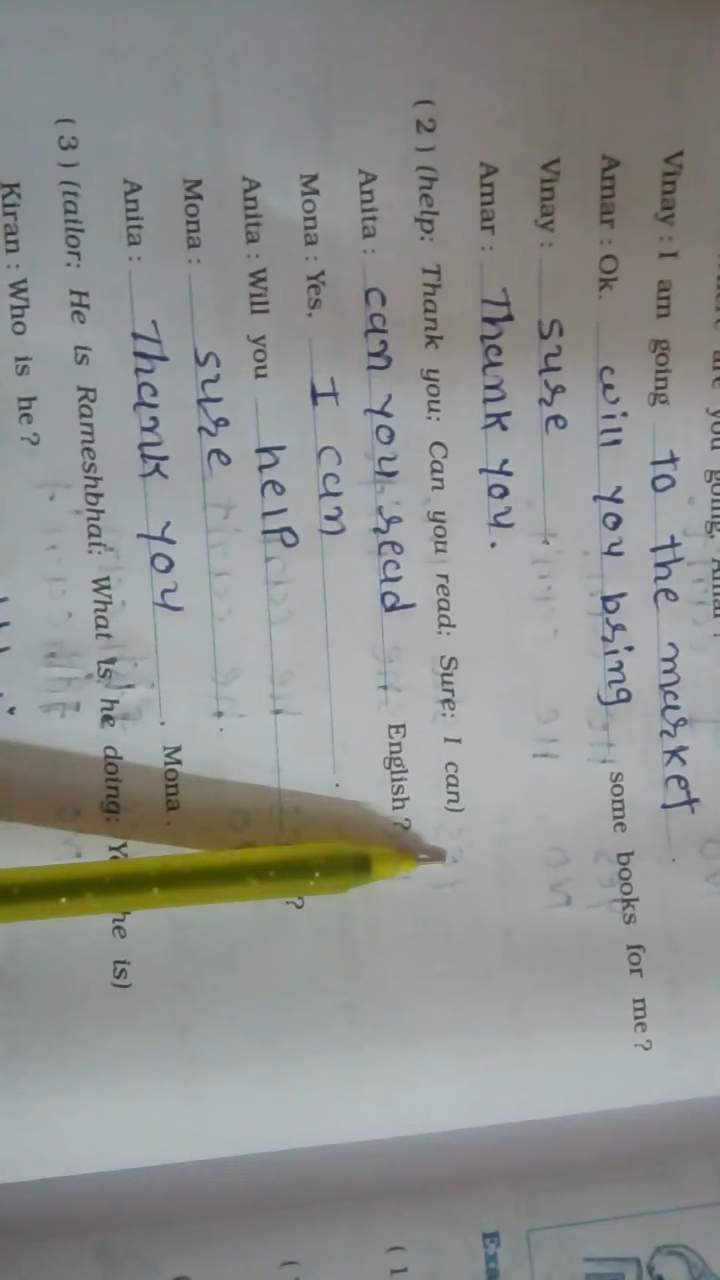 are you going,
Vinay : I am going to the market.
Amar : Ok. will you bring some books for me?
Vinay : sure
Amar : Thank you.
(2) (help: Thank you: Can you read: Sure: I can)
Anita : can you read English?
Mona : Yes, I can.
Anita : Will you help ?
Mona : sure.
Anita : Thank you, Mona.
(3) (tailor: He is Rameshbhai: What is he doing: he is)
Kiran : Who is he?